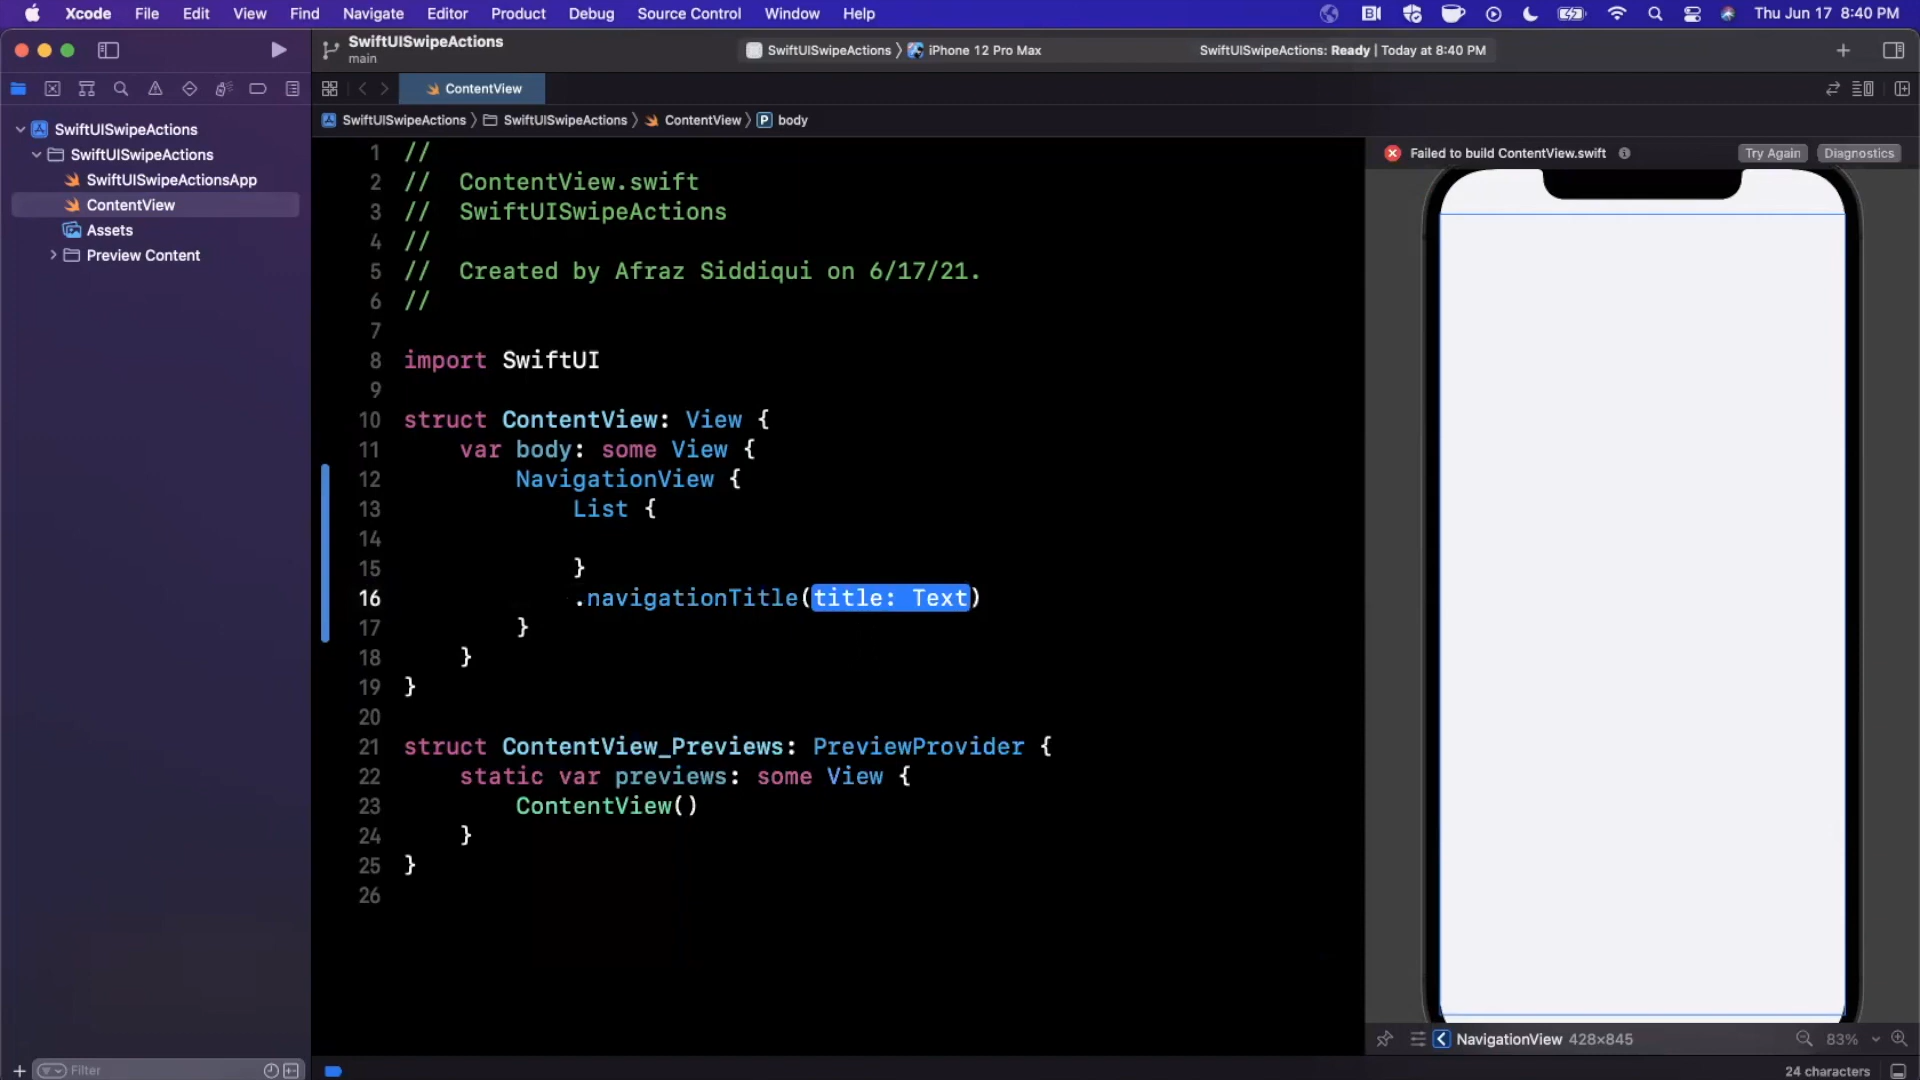 Xcode File Edit View Find Navigate Editor Product Debug Source Control Window Help Thu Jun 17 8:40 PM
SwiftUISwipeActions
main
SwiftUISwipeActions iPhone 12 Pro Max
SwiftUISwipeActions: Ready | Today at 8:40 PM
ContentView
SwiftUISwipeActions SwiftUISwipeActions ContentView P body
SwiftUISwipeActions
SwiftUISwipeActions
SwiftUISwipeActionsApp
ContentView
Assets
Preview Content
1 //
2 //  ContentView.swift
3 //  SwiftUISwipeActions
4 //
5 //  Created by Afraz Siddiqui on 6/17/21.
6 //
7
8 import SwiftUI
9
10 struct ContentView: View {
11     var body: some View {
12         NavigationView {
13             List {
14
15             }
16             .navigationTitle(title: Text)
17         }
18     }
19 }
20
21 struct ContentView_Previews: PreviewProvider {
22     static var previews: some View {
23         ContentView()
24     }
25 }
26
Failed to build ContentView.swift Try Again Diagnostics
NavigationView 428×845 83%
Filter
24 characters